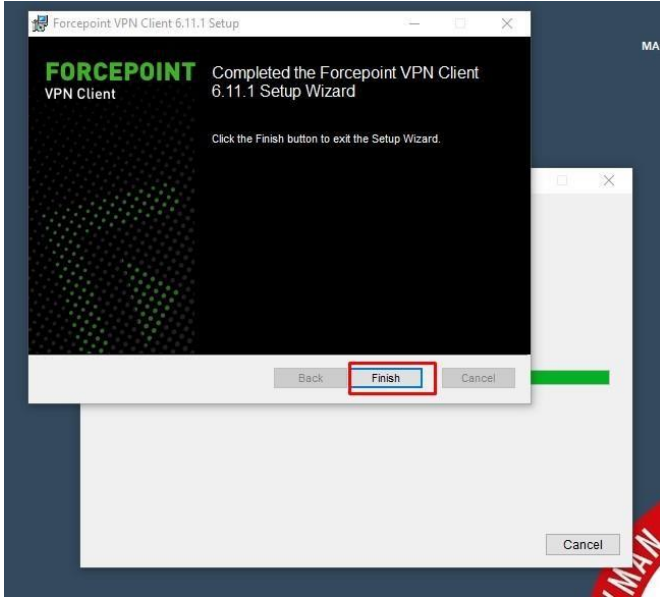 Forcepoint VPN Client 6.11.1 Setup
MA
FORCEPOINT
VPN Client
Completed the Forcepoint VPN Client
6.11.1 Setup Wizard
Click the Finish button to exit the Setup Wizard.
Back
Finish
Cancel
Cancel
MAN